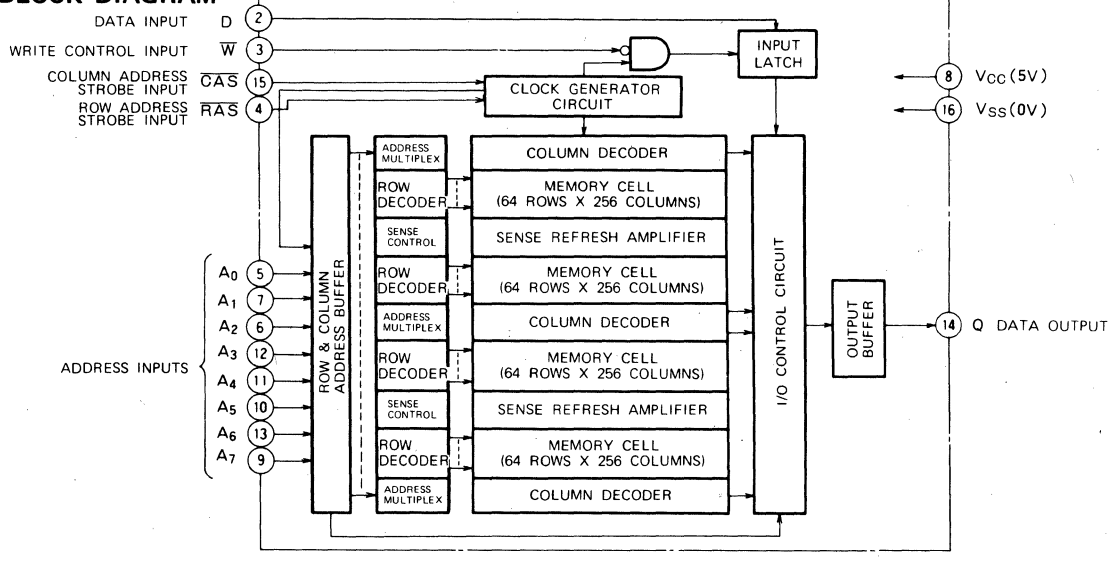 BLOCK DIAGRAM
DATA INPUT D 2
WRITE CONTROL INPUT W 3
COLUMN ADDRESS
STROBE INPUT CAS 15
ROW ADDRESS
STROBE INPUT RAS 4
INPUT
LATCH
CLOCK GENERATOR
CIRCUIT
8 VCC(5V)
16 VSS(0V)
ADDRESS INPUTS
A0 5
A1 7
A2 6
A3 12
A4 11
A5 10
A6 13
A7 9
ROW & COLUMN
ADDRESS BUFFER
ADDRESS
MULTIPLEX
COLUMN DECODER
ROW
DECODER
MEMORY CELL
(64 ROWS X 256 COLUMNS)
SENSE
CONTROL
SENSE REFRESH AMPLIFIER
ROW
DECODER
MEMORY CELL
(64 ROWS X 256 COLUMNS)
ADDRESS
MULTIPLEX
COLUMN DECODER
ROW
DECODER
MEMORY CELL
(64 ROWS X 256 COLUMNS)
SENSE
CONTROL
SENSE REFRESH AMPLIFIER
ROW
DECODER
MEMORY CELL
(64 ROWS X 256 COLUMNS)
ADDRESS
MULTIPLEX
COLUMN DECODER
I/O CONTROL CIRCUIT
OUTPUT
BUFFER
14 Q DATA OUTPUT